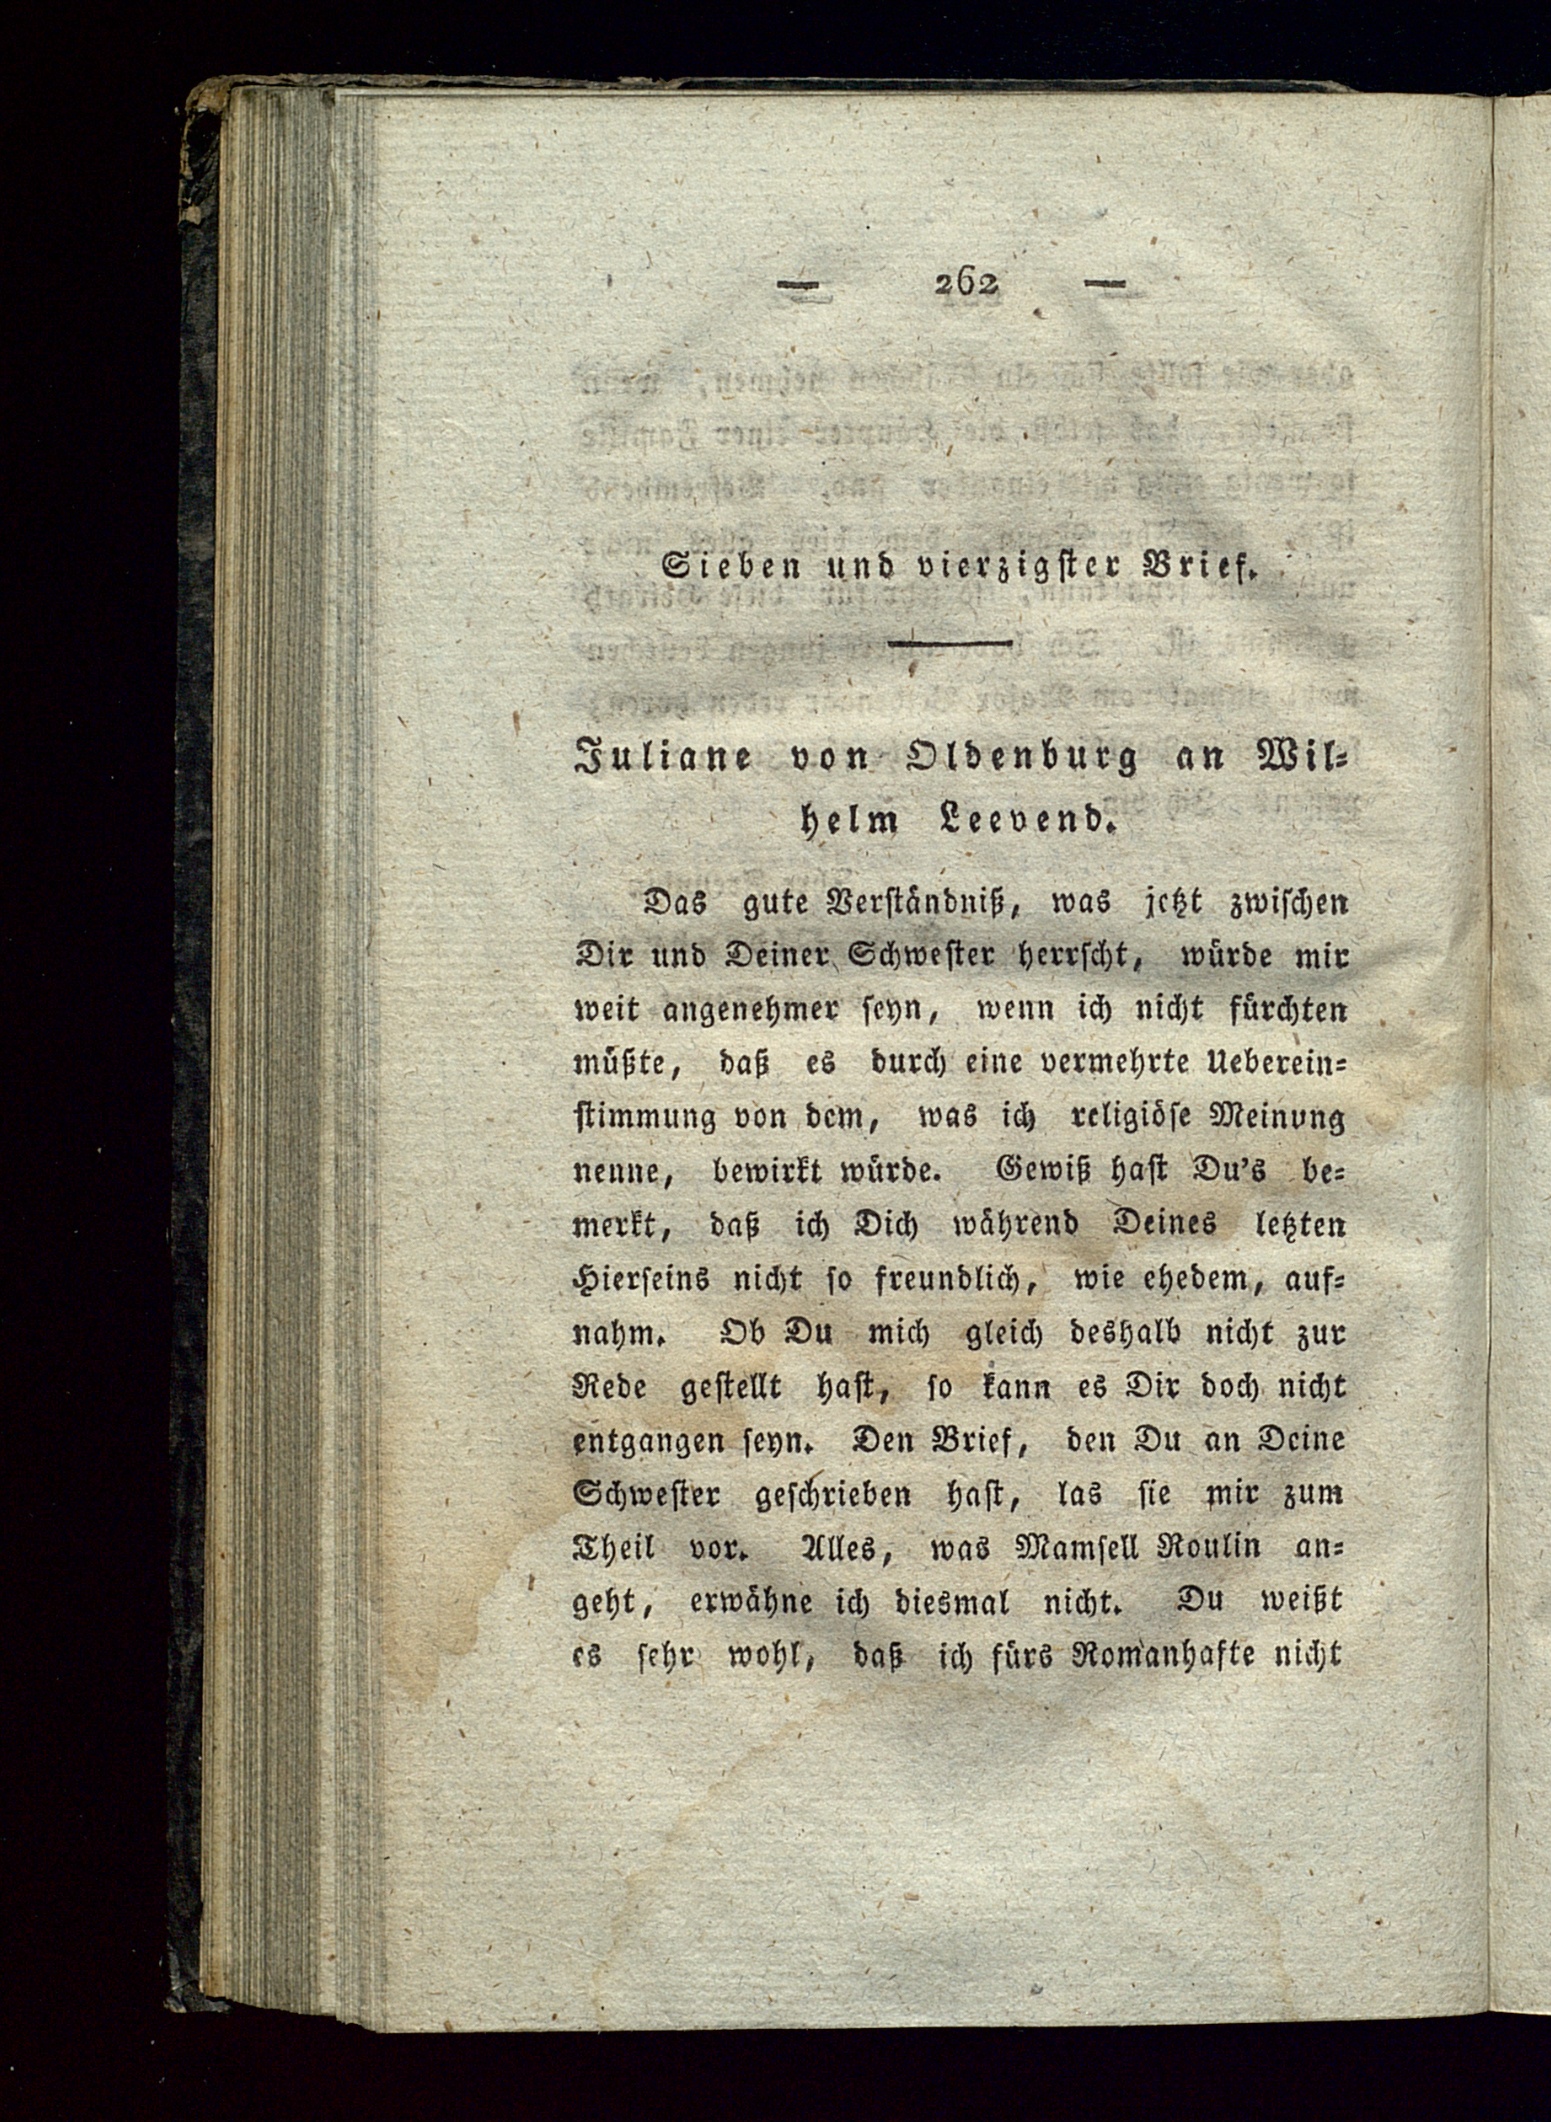 — 262 —
Sieben und vierzigster Brief.
Juliane von Oldenburg an Wil-
helm Leevend.
Das gute Verständniß, was jetzt zwischen
Dir und Deiner Schwester herrscht, würde mir
weit angenehmer seyn, wenn ich nicht fürchten
müßte, daß es durch eine vermehrte Ueberein-
stimmung von dem, was ich religiöse Meinung
nenne, bewirkt würde. Gewiß hast Du's be-
merkt, daß ich Dich während Deines letzten
Hierseins nicht so freundlich, wie ehedem, auf-
nahm. Ob Du mich gleich deshalb nicht zur
Rede gestellt hast, so kann es Dir doch nicht
entgangen seyn. Den Brief, den Du an Deine
Schwester geschrieben hast, las sie mir zum
Theil vor. Alles, was Mamsell Roulin an-
geht, erwähne ich diesmal nicht. Du weißt
es sehr wohl, daß ich fürs Romanhafte nicht